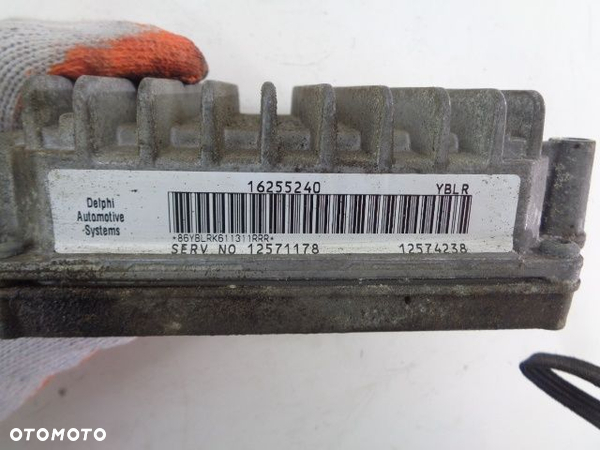 16255240 YBLR
Delphi
Automotive
Systems
*86YBLRK611311RRR*
SERV NO 12571178 12574238
OTOMOTO